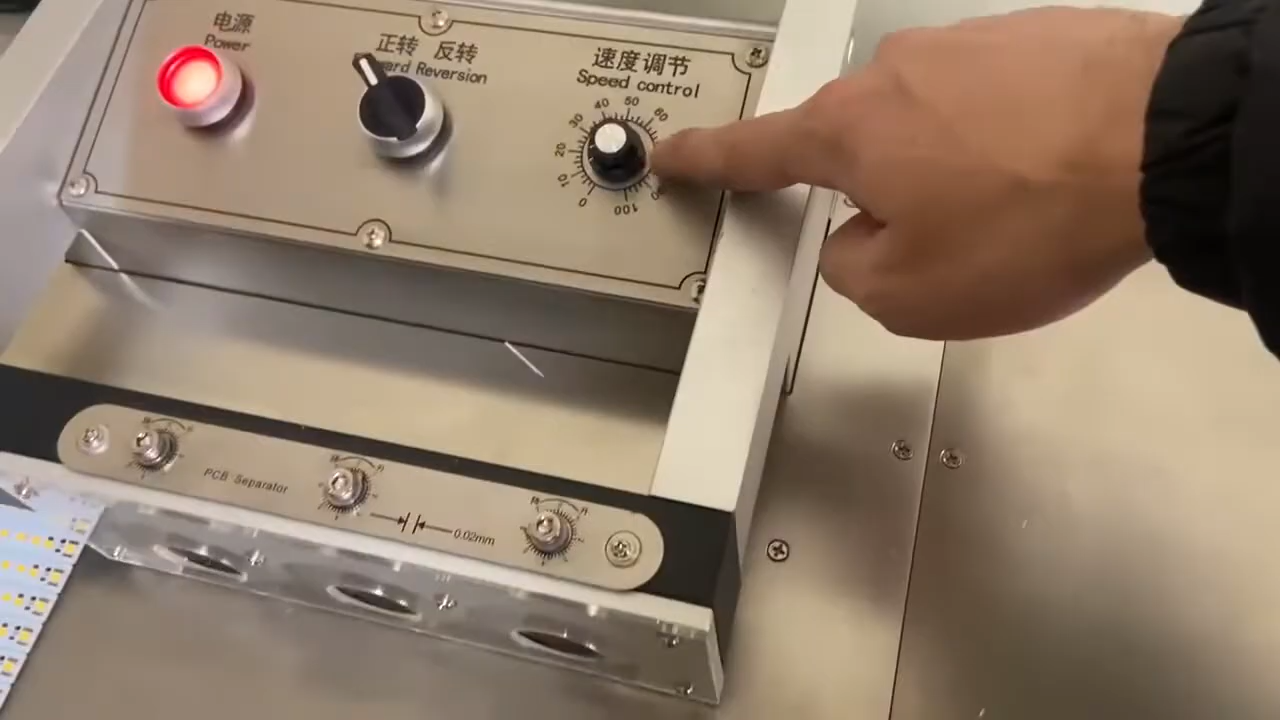 电源
Power
正转 反转
ard Reversion
速度调节
Speed control
0
10
20
30
40
50
60
100
PCB Separator
0.02mm